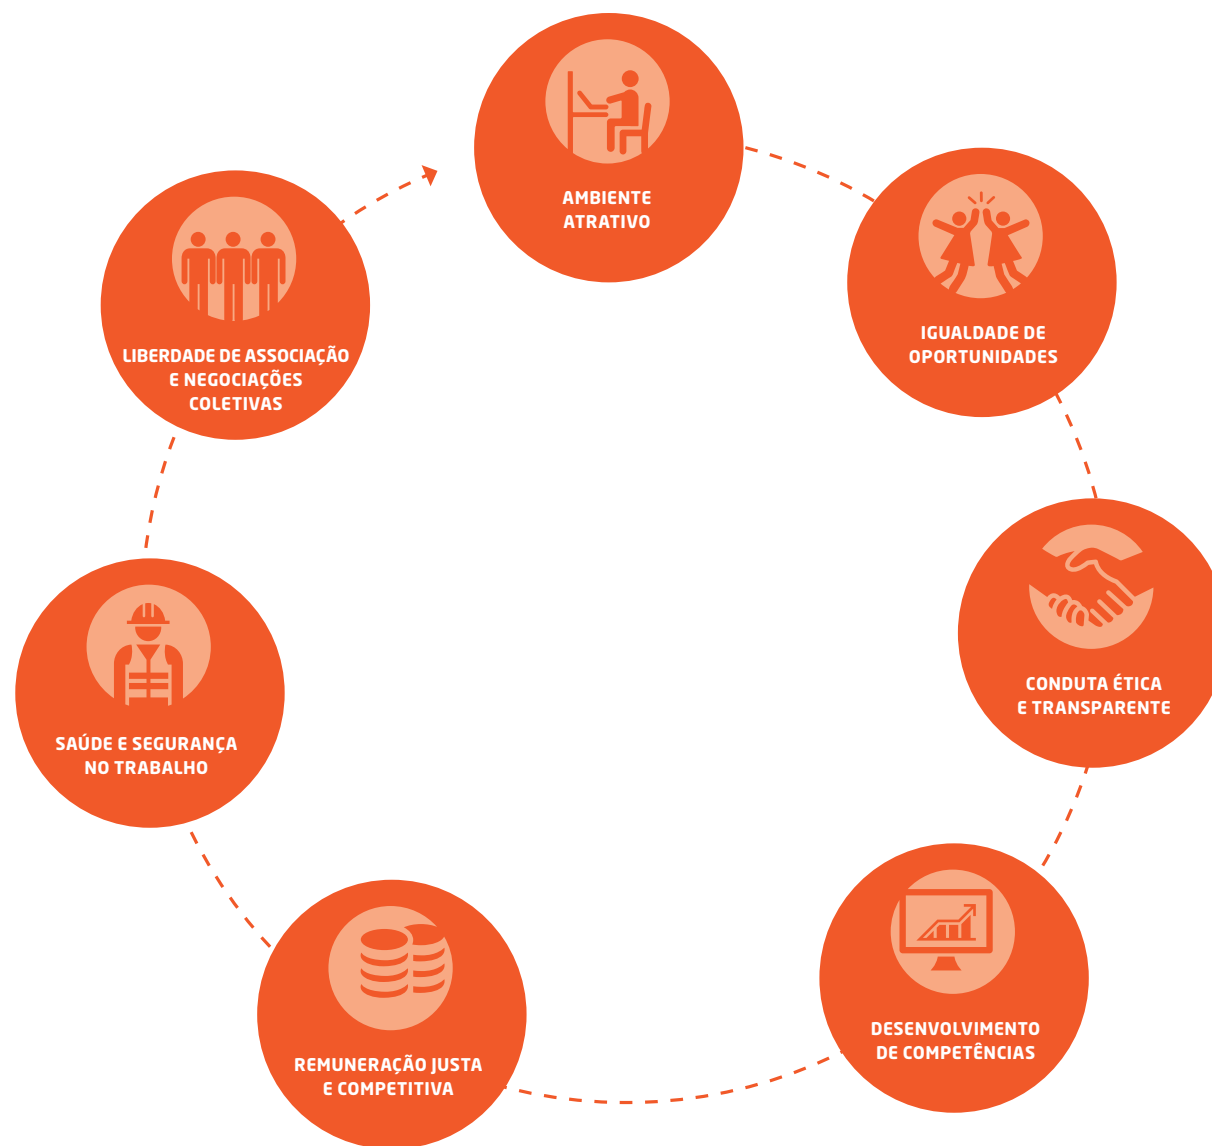 AMBIENTE
ATRATIVO
IGUALDADE DE
OPORTUNIDADES
CONDUTA ÉTICA
E TRANSPARENTE
DESENVOLVIMENTO
DE COMPETÊNCIAS
REMUNERAÇÃO JUSTA
E COMPETITIVA
SAÚDE E SEGURANÇA
NO TRABALHO
LIBERDADE DE ASSOCIAÇÃO
E NEGOCIAÇÕES
COLETIVAS